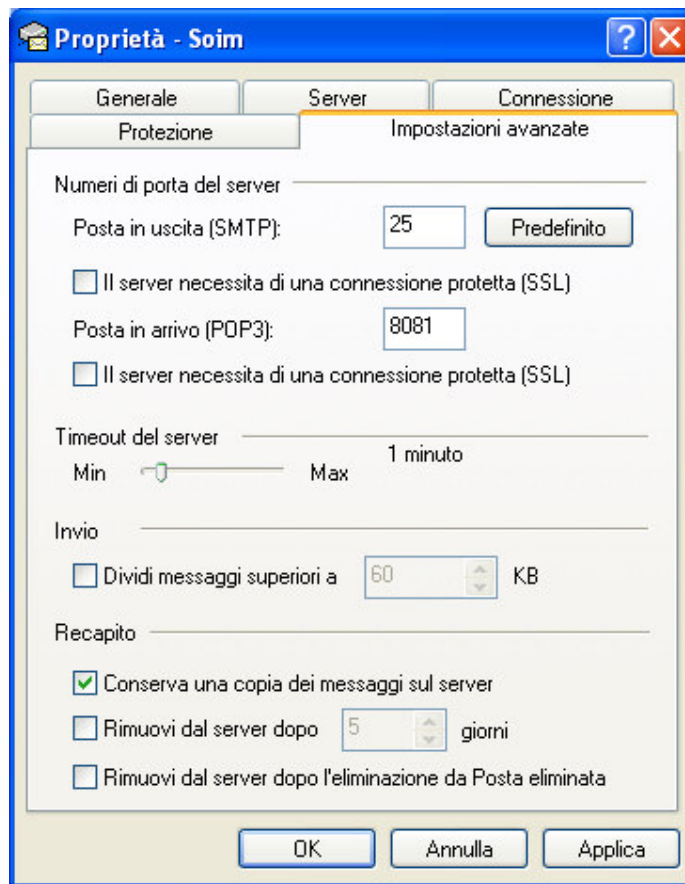 Proprietà - Soim
Generale Server Connessione
Protezione Impostazioni avanzate
Numeri di porta del server
Posta in uscita (SMTP): 25 Predefinito
Il server necessita di una connessione protetta (SSL)
Posta in arrivo (POP3): 8081
Il server necessita di una connessione protetta (SSL)
Timeout del server
Min Max 1 minuto
Invio
Dividi messaggi superiori a 60 KB
Recapito
Conserva una copia dei messaggi sul server
Rimuovi dal server dopo 5 giorni
Rimuovi dal server dopo l'eliminazione da Posta eliminata
OK Annulla Applica